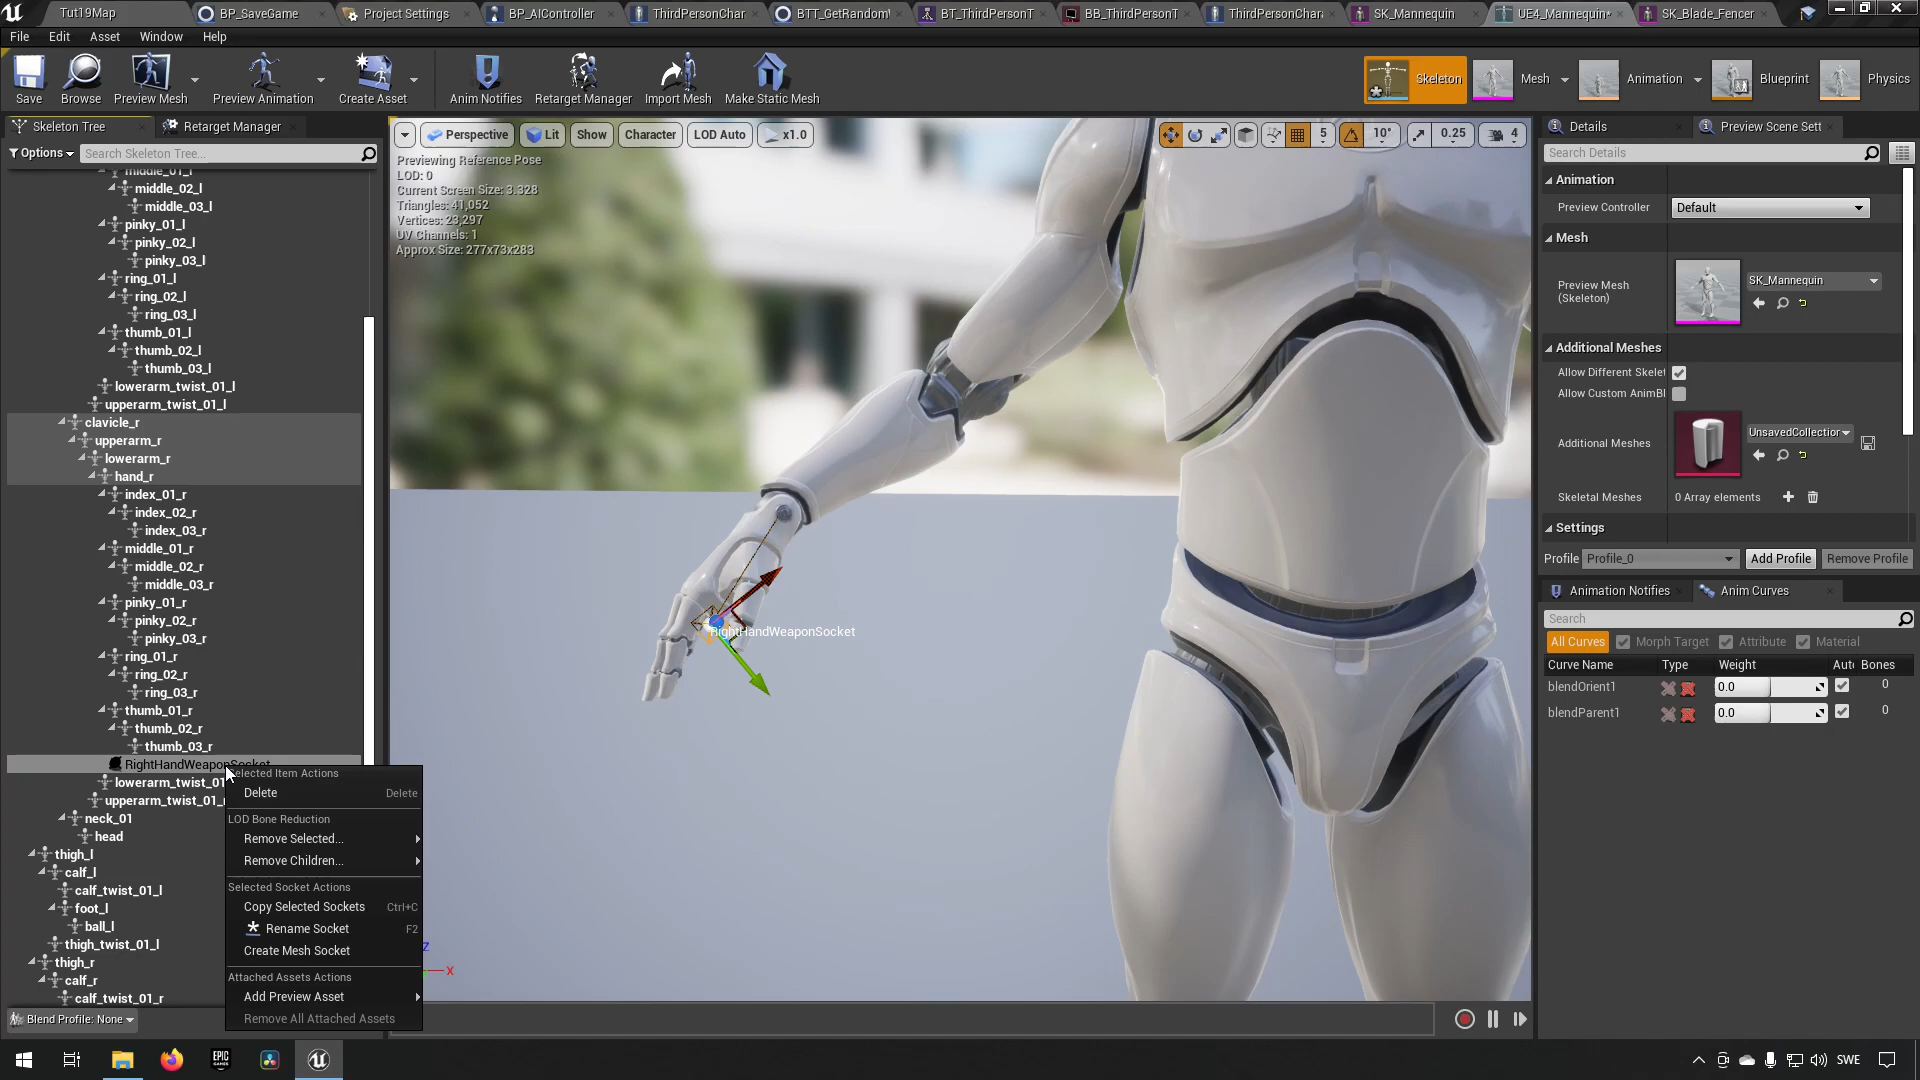 Tut19Map
BP_SaveGame
Project Settings
BP_AIController
ThirdPersonChar
BTT_GetRandom
BT_ThirdPersonT
BB_ThirdPersonT
ThirdPersonChar
SK_Mannequin
UE4_Mannequin*
SK_Blade_Fencer
File
Edit
Asset
Window
Help
Save
Browse
Preview Mesh
Preview Animation
Create Asset
Anim Notifies
Retarget Manager
Import Mesh
Make Static Mesh
Skeleton
Mesh
Animation
Blueprint
Physics
Skeleton Tree
Retarget Manager
Options
Search Skeleton Tree...
middle_01_l
middle_02_l
middle_03_l
pinky_01_l
pinky_02_l
pinky_03_l
ring_01_l
ring_02_l
ring_03_l
thumb_01_l
thumb_02_l
thumb_03_l
lowerarm_twist_01_l
upperarm_twist_01_l
clavicle_r
upperarm_r
lowerarm_r
hand_r
index_01_r
index_02_r
index_03_r
middle_01_r
middle_02_r
middle_03_r
pinky_01_r
pinky_02_r
pinky_03_r
ring_01_r
ring_02_r
ring_03_r
thumb_01_r
thumb_02_r
thumb_03_r
RightHandWeaponSocket
lowerarm_twist_01
upperarm_twist_01_r
neck_01
head
thigh_l
calf_l
calf_twist_01_l
foot_l
ball_l
thigh_twist_01_l
thigh_r
calf_r
calf_twist_01_r
Blend Profile: None
Selected Item Actions
Delete Delete
LOD Bone Reduction
Remove Selected...
Remove Children...
Selected Socket Actions
Copy Selected Sockets Ctrl+C
Rename Socket F2
Create Mesh Socket
Attached Assets Actions
Add Preview Asset
Remove All Attached Assets
Perspective
Lit
Show
Character
LOD Auto
x1.0
5
10°
0.25
4
Previewing Reference Pose
LOD: 0
Current Screen Size: 3.328
Triangles: 41,052
Vertices: 23,297
UV Channels: 1
Approx Size: 277x73x283
RightHandWeaponSocket
Z
X
Details
Preview Scene Sett
Search Details
Animation
Preview Controller
Default
Mesh
Preview Mesh
(Skeleton)
SK_Mannequin
Additional Meshes
Allow Different Skelet
Allow Custom AnimBl
Additional Meshes
UnsavedCollection
Skeletal Meshes
0 Array elements
Settings
Profile
Profile_0
Add Profile
Remove Profile
Animation Notifies
Anim Curves
Search
All Curves
Morph Target
Attribute
Material
Curve Name Type Weight Auto Bones
blendOrient1 0.0 0
blendParent1 0.0 0
EPIC
GAMES
SWE